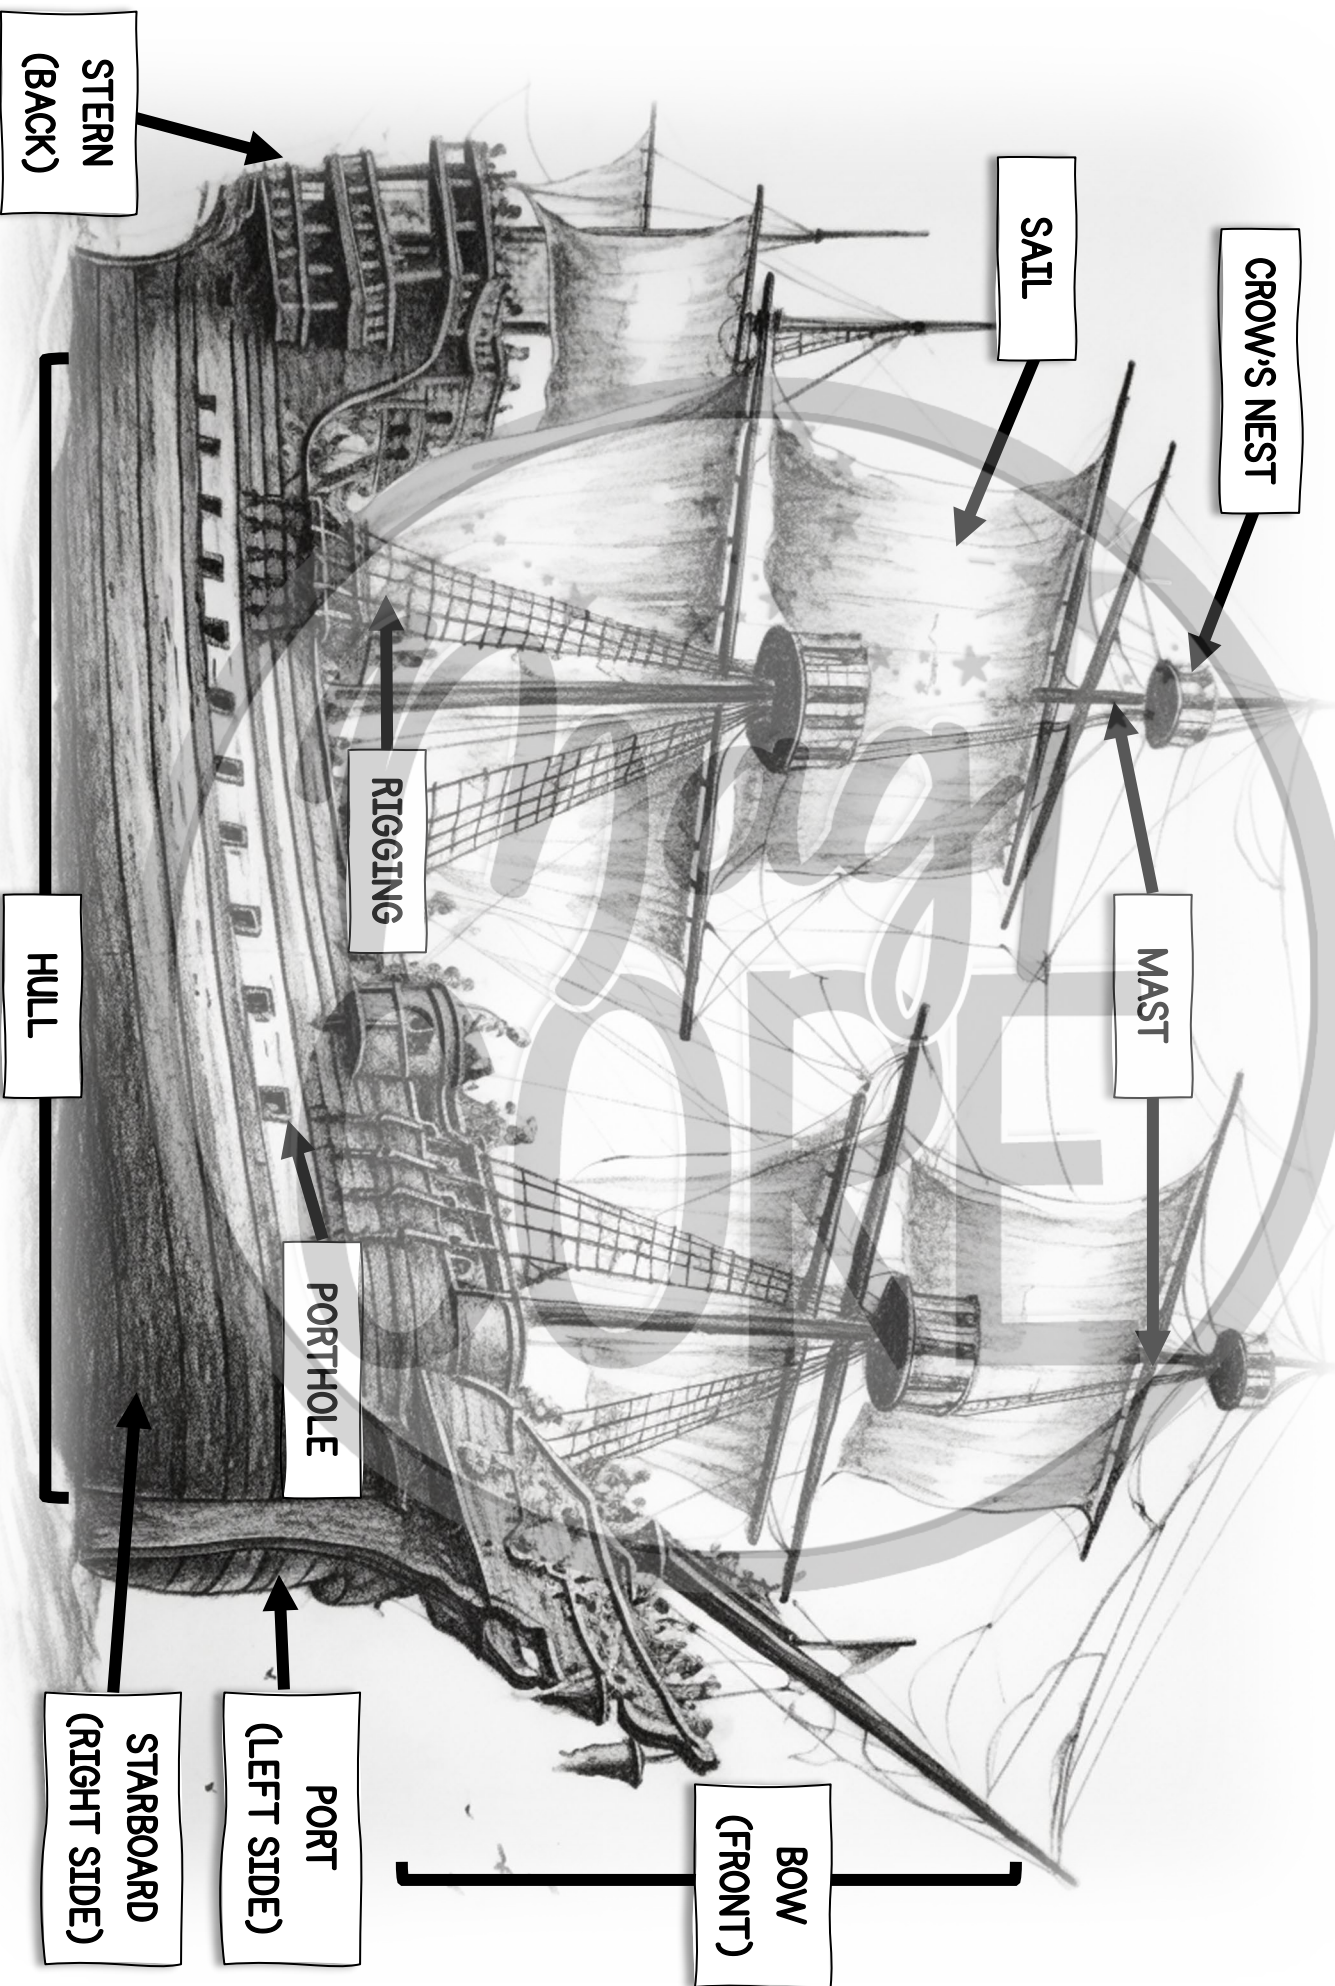 CROW'S NEST
SAIL
MAST
RIGGING
STERN
(BACK)
BOW
(FRONT)
PORTHOLE
HULL
PORT
(LEFT SIDE)
STARBOARD
(RIGHT SIDE)